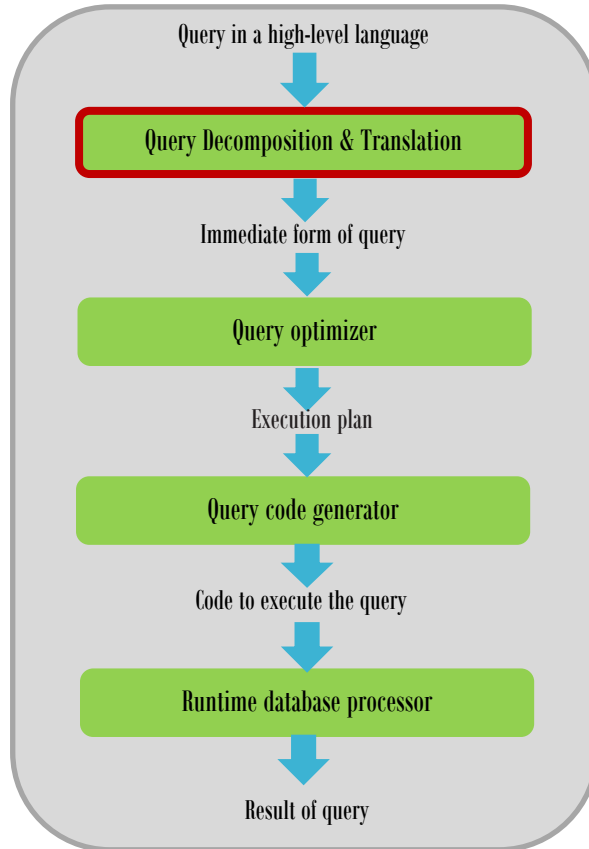 Query in a high-level language
Query Decomposition & Translation
Immediate form of query
Query optimizer
Execution plan
Query code generator
Code to execute the query
Runtime database processor
Result of query